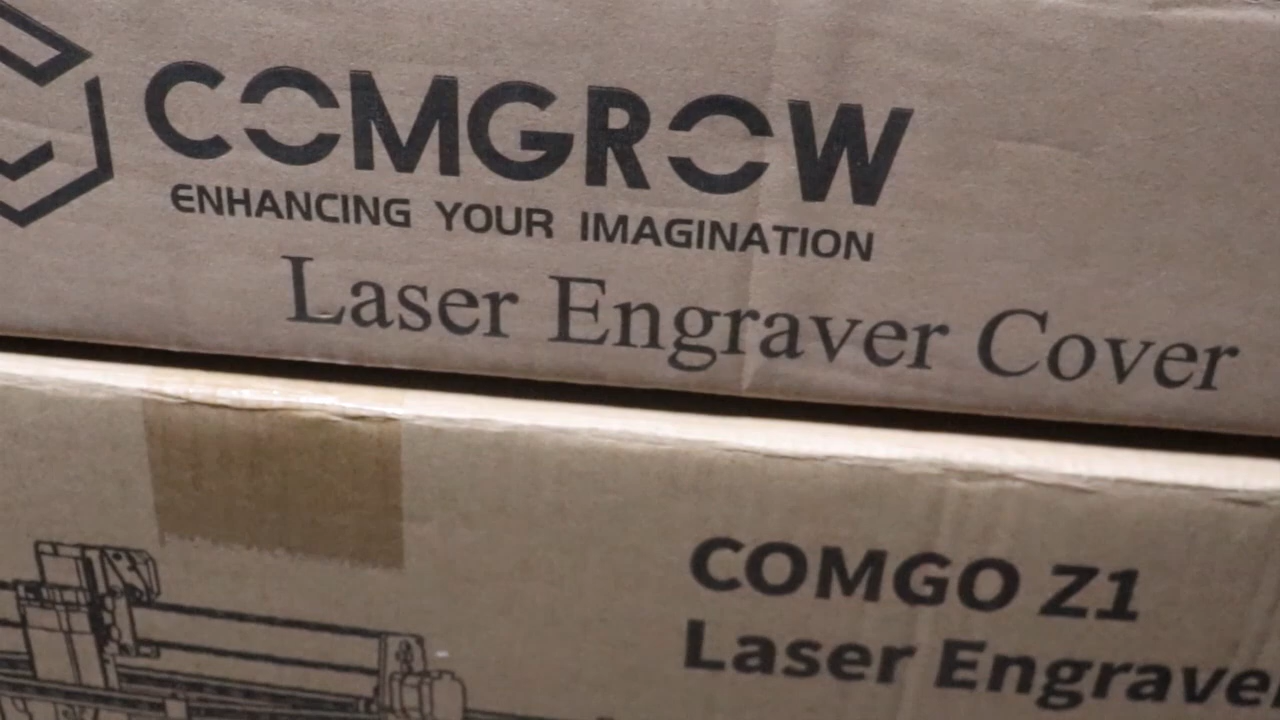 COMGROW
ENHANCING YOUR IMAGINATION
Laser Engraver Cover
COMGO Z1
Laser Engraver